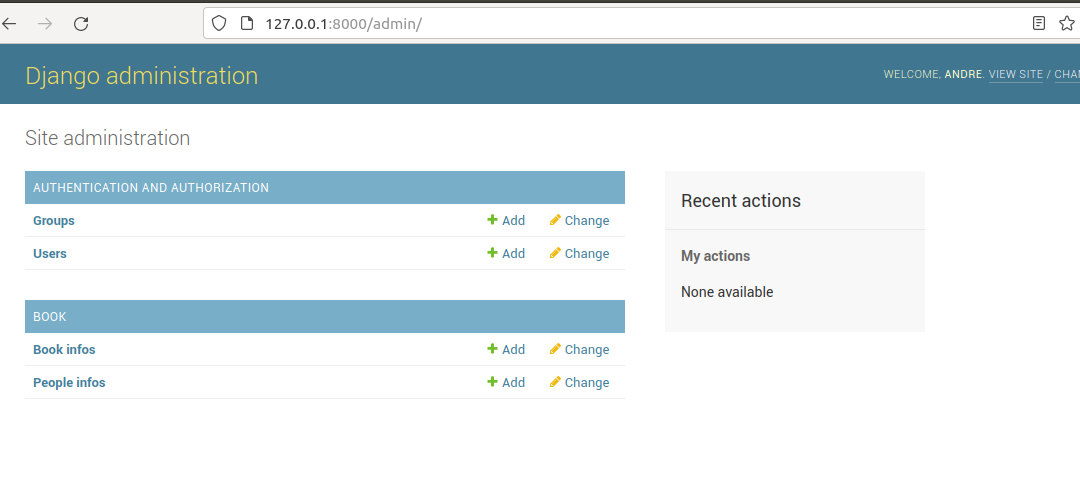 127.0.0.1:8000/admin/
Django administration
WELCOME, ANDRE. VIEW SITE / CHA
Site administration
AUTHENTICATION AND AUTHORIZATION
Groups Add Change
Users Add Change
BOOK
Book infos Add Change
People infos Add Change
Recent actions
My actions
None available